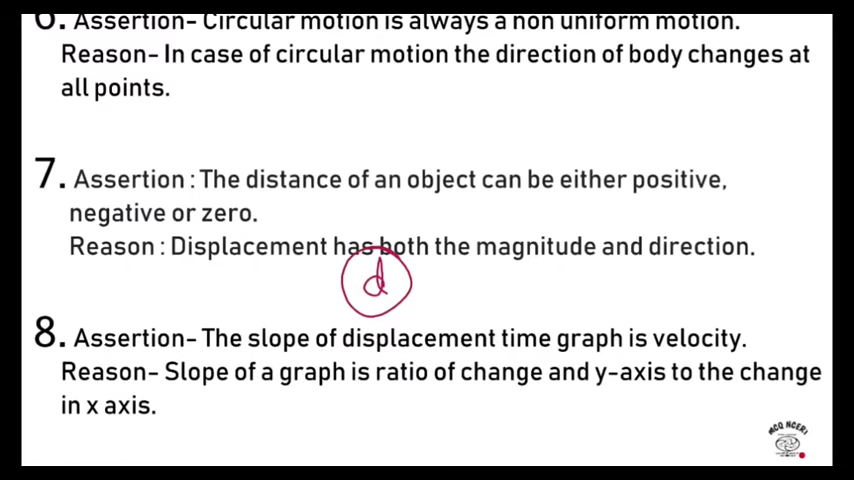 6. Assertion- Circular motion is always a non uniform motion.
Reason- In case of circular motion the direction of body changes at
all points.
7. Assertion : The distance of an object can be either positive,
negative or zero.
Reason : Displacement has both the magnitude and direction.
d
8. Assertion- The slope of displacement time graph is velocity.
Reason- Slope of a graph is ratio of change and y-axis to the change
in x axis.
MCQ NCERT